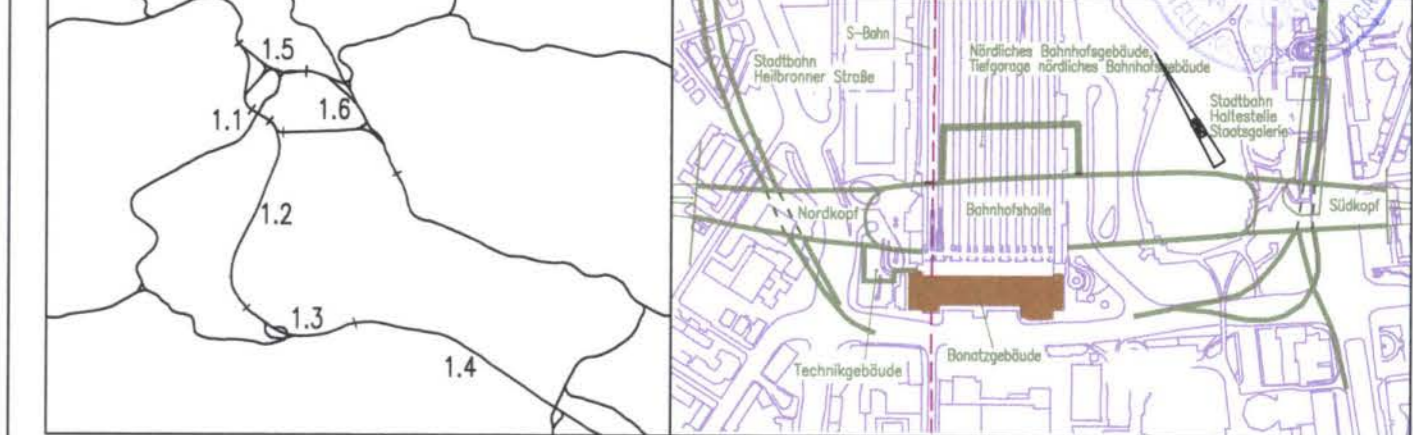 1.5
1.1
1.6
1.2
1.3
1.4
S-Bahn
Stadtbahn
Heilbronner Straße
Nördliches Bahnhofsgebäude,
Tiefgarage nördliches Bahnhofsgebäude
Stadtbahn
Haltestelle
Staatsgalerie
Nordkopf
Bahnhofshalle
Südkopf
Technikgebäude
Bonatzgebäude